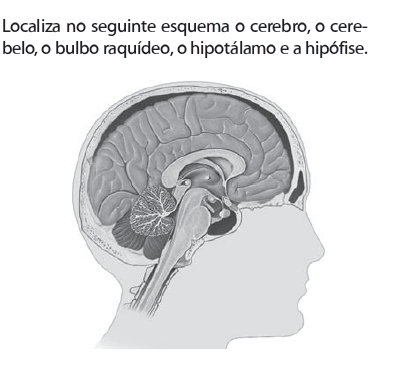 Localiza no seguinte esquema o cerebro, o cere-
belo, o bulbo raquídeo, o hipotálamo e a hipófise.